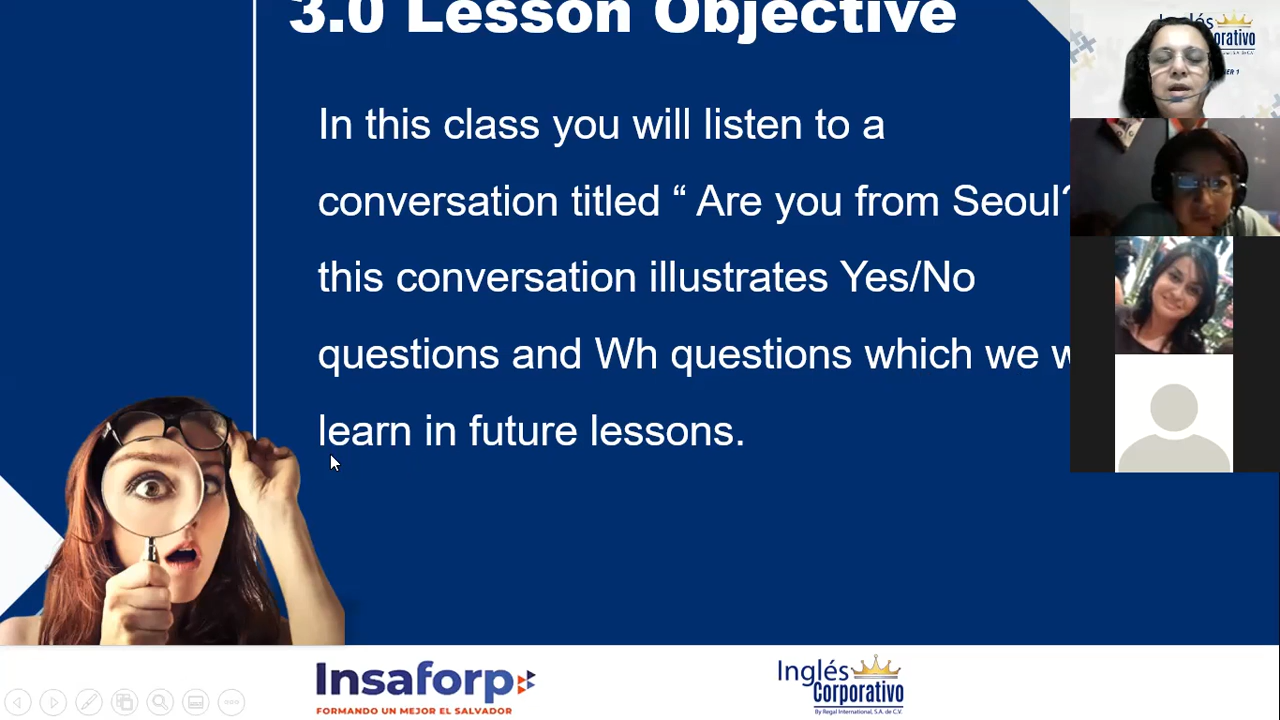 3.0 Lesson Objective
In this class you will listen to a
conversation titled “ Are you from Seoul?
this conversation illustrates Yes/No
questions and Wh questions which we w
learn in future lessons.
Insaforp
FORMANDO UN MEJOR EL SALVADOR
Inglés
Corporativo
By Regal International, S.A. de C.V.
Inglés
orativo